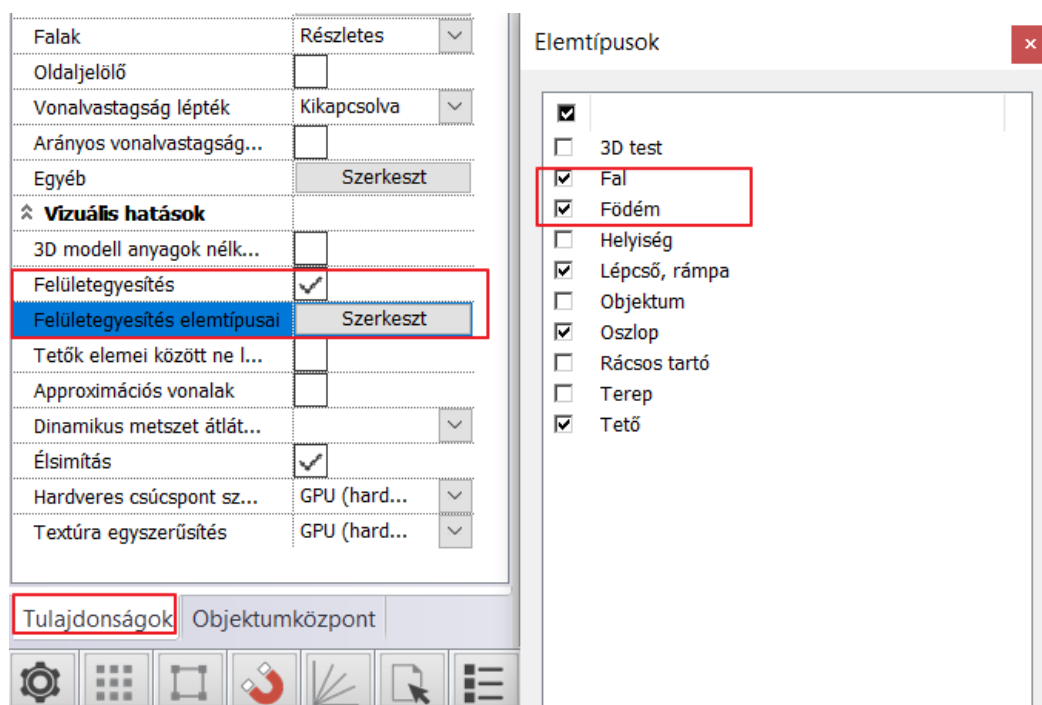 Falak Részletes
Oldaljelölő
Vonalvastagság lépték Kikapcsolva
Arányos vonalvastagság...
Egyéb Szerkeszt
Vizuális hatások
3D modell anyagok nélk...
Felületegyesítés
Felületegyesítés elemtípusai Szerkeszt
Tetők elemei között ne l...
Approximációs vonalak
Dinamikus metszet átlát...
Élsimítás
Hardveres csúcspont sz... GPU (hard...
Textúra egyszerűsítés GPU (hard...
Tulajdonságok Objektumközpont
Elemtípusok
3D test
Fal
Födém
Helyiség
Lépcső, rámpa
Objektum
Oszlop
Rácsos tartó
Terep
Tető